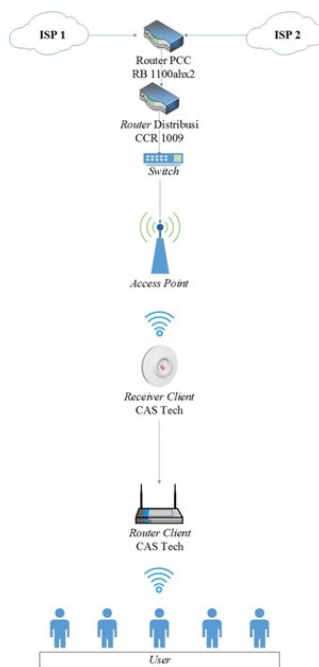 ISP 1
ISP 2
Router PCC
RB 1100ahx2
Router Distribusi
CCR 1009
Switch
Access Point
Receiver Client
CAS Tech
Router Client
CAS Tech
User